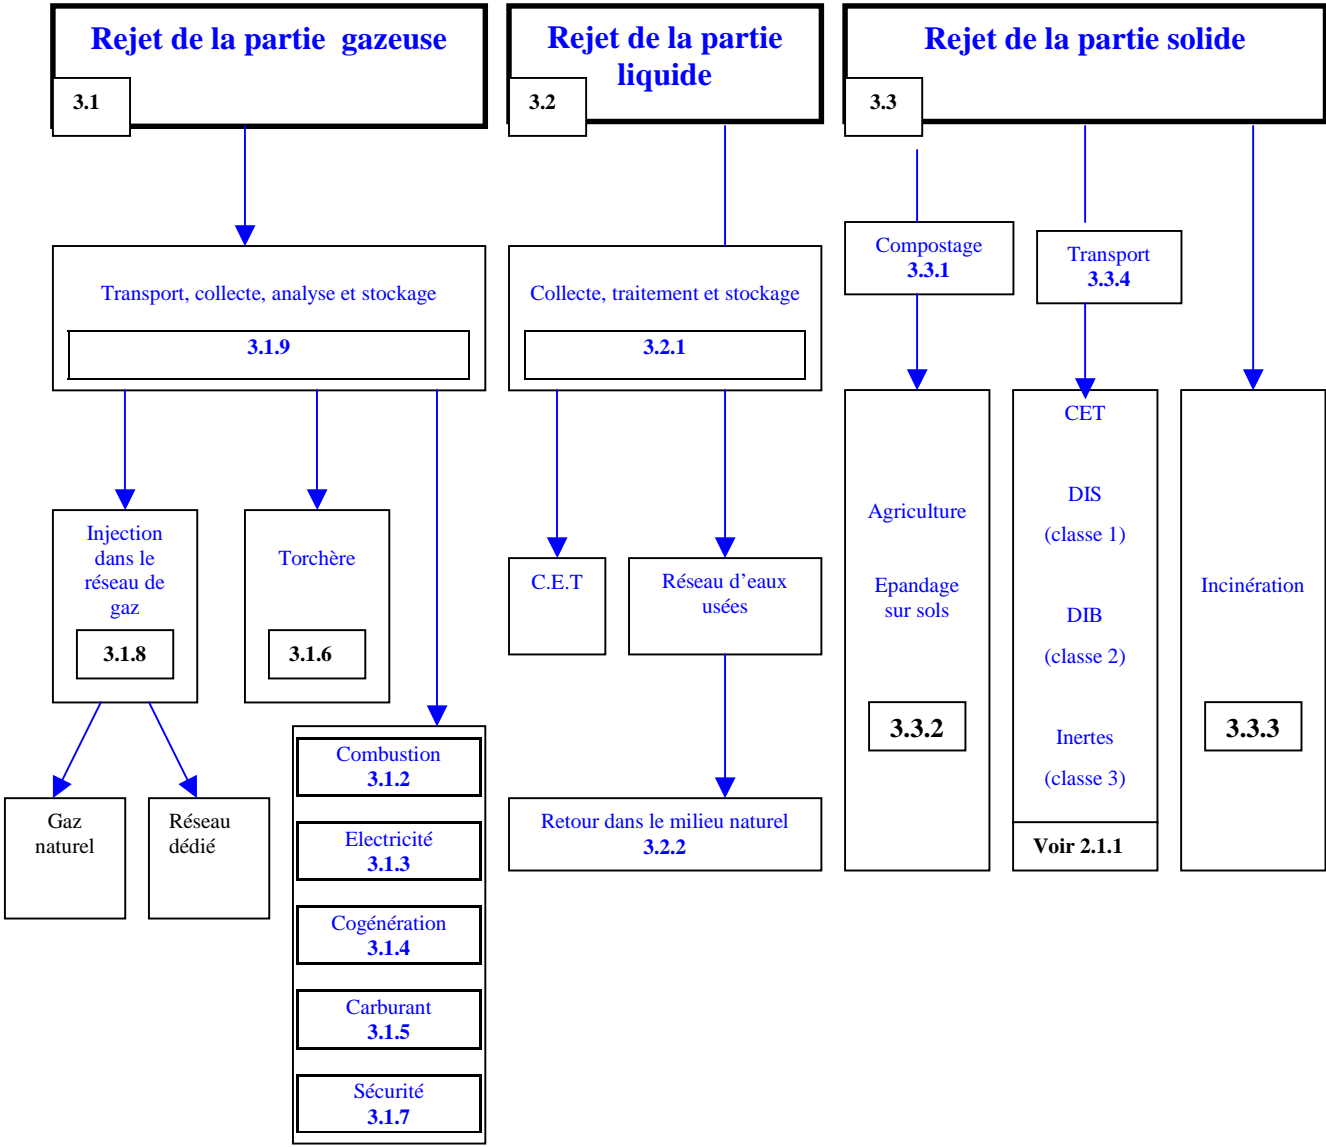 Rejet de la partie  gazeuse
3.1
Rejet de la partie
liquide
3.2
Rejet de la partie solide
3.3
Transport, collecte, analyse et stockage
3.1.9
Collecte, traitement et stockage
3.2.1
Compostage
3.3.1
Transport
3.3.4
Injection
dans le
réseau de
gaz
3.1.8
Torchère
3.1.6
C.E.T
Réseau d’eaux
usées
Agriculture
Epandage
sur sols
3.3.2
CET
DIS
(classe 1)
DIB
(classe 2)
Inertes
(classe 3)
Voir 2.1.1
Incinération
3.3.3
Gaz
naturel
Réseau
dédié
Combustion
3.1.2
Electricité
3.1.3
Cogénération
3.1.4
Carburant
3.1.5
Sécurité
3.1.7
Retour dans le milieu naturel
3.2.2